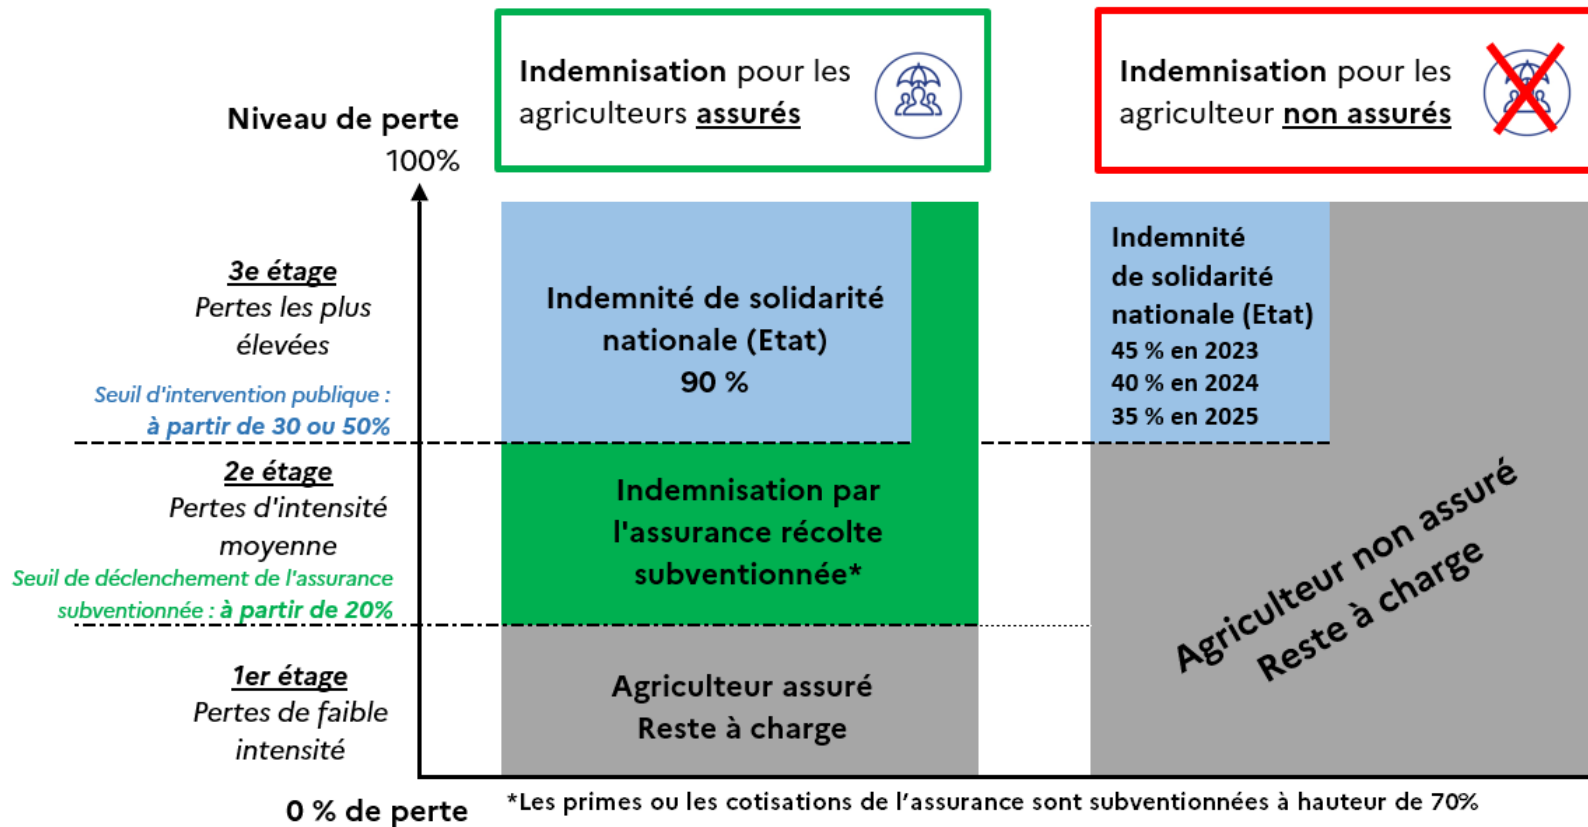 Indemnisation pour les
agriculteurs assurés
Indemnisation pour les
agriculteur non assurés
Niveau de perte
100%
3e étage
Pertes les plus
élevées
Seuil d'intervention publique :
à partir de 30 ou 50%
2e étage
Pertes d'intensité
moyenne
Seuil de déclenchement de l'assurance
subventionnée : à partir de 20%
1er étage
Pertes de faible
intensité
0 % de perte
Indemnité de solidarité
nationale (Etat)
90 %
Indemnisation par
l'assurance récolte
subventionnée*
Agriculteur assuré
Reste à charge
Indemnité
de solidarité
nationale (Etat)
45 % en 2023
40 % en 2024
35 % en 2025
Agriculteur non assuré
Reste à charge
*Les primes ou les cotisations de l’assurance sont subventionnées à hauteur de 70%